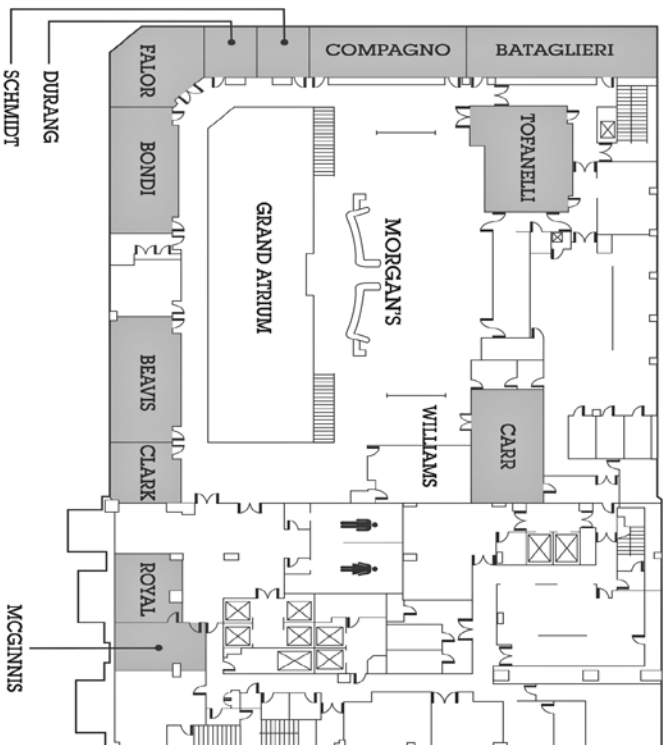 COMPAGNO
BATAGLIERI
FALOR
DURANG
SCHMIDT
BONDI
TOFANELLI
GRAND ATRIUM
MORGAN'S
BEAVIS
WILLIAMS
CARR
CLARK
ROYAL
MCGINNIS